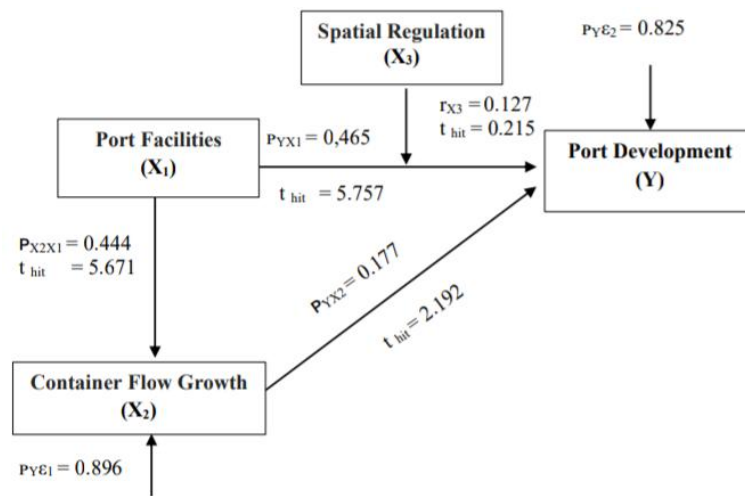 Spatial Regulation
(X₃)
PYε₂ = 0.825
rX3 = 0.127
t hit = 0.215
Port Facilities
(X₁)
PYX1 = 0,465
t hit = 5.757
Port Development
(Y)
PX2X1 = 0.444
t hit = 5.671
PYX2 = 0.177
t hit = 2.192
Container Flow Growth
(X₂)
PYε₁ = 0.896